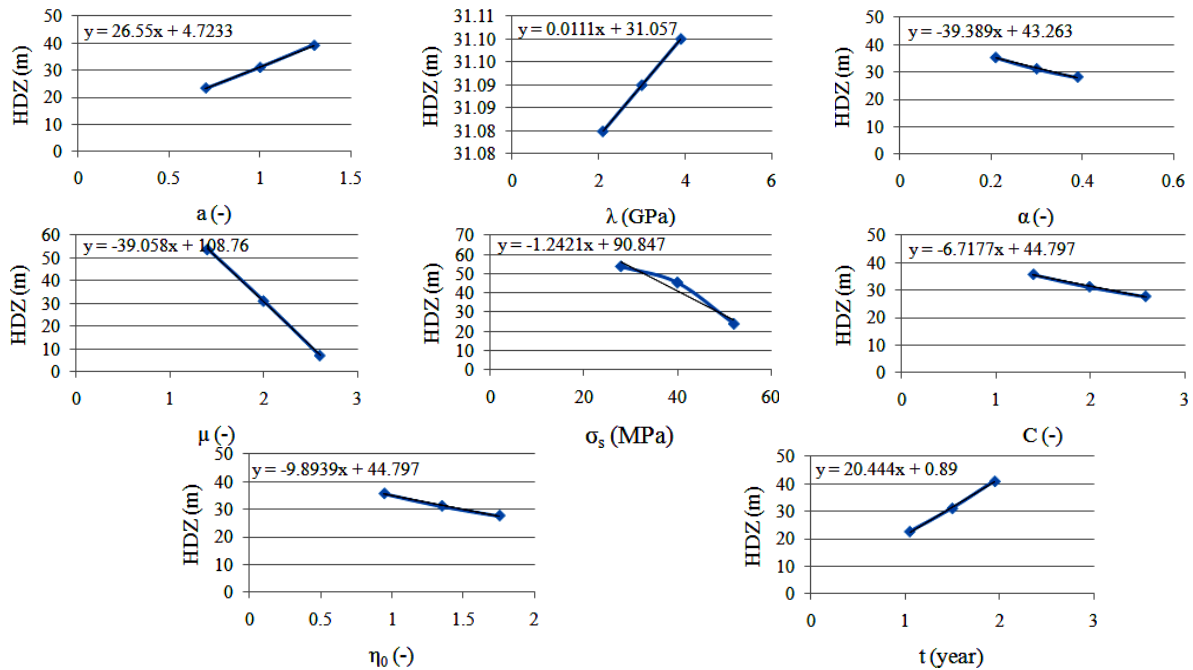 y = 26.55x + 4.7233
HDZ (m)
50
40
30
20
10
0
0 0.5 1 1.5
a (-)
y = 0.0111x + 31.057
HDZ (m)
31.11
31.10
31.10
31.09
31.09
31.08
31.08
0 2 4 6
λ (GPa)
y = -39.389x + 43.263
HDZ (m)
50
40
30
20
10
0
0 0.2 0.4 0.6
α (-)
y = -39.058x + 108.76
HDZ (m)
60
50
40
30
20
10
0
0 1 2 3
μ (-)
y = -1.2421x + 90.847
HDZ (m)
70
60
50
40
30
20
10
0
0 20 40 60
σs (MPa)
y = -6.7177x + 44.797
HDZ (m)
50
40
30
20
10
0
0 1 2 3
C (-)
y = -9.8939x + 44.797
HDZ (m)
50
40
30
20
10
0
0 0.5 1 1.5 2
η0 (-)
y = 20.444x + 0.89
HDZ (m)
50
40
30
20
10
0
0 1 2 3
t (year)